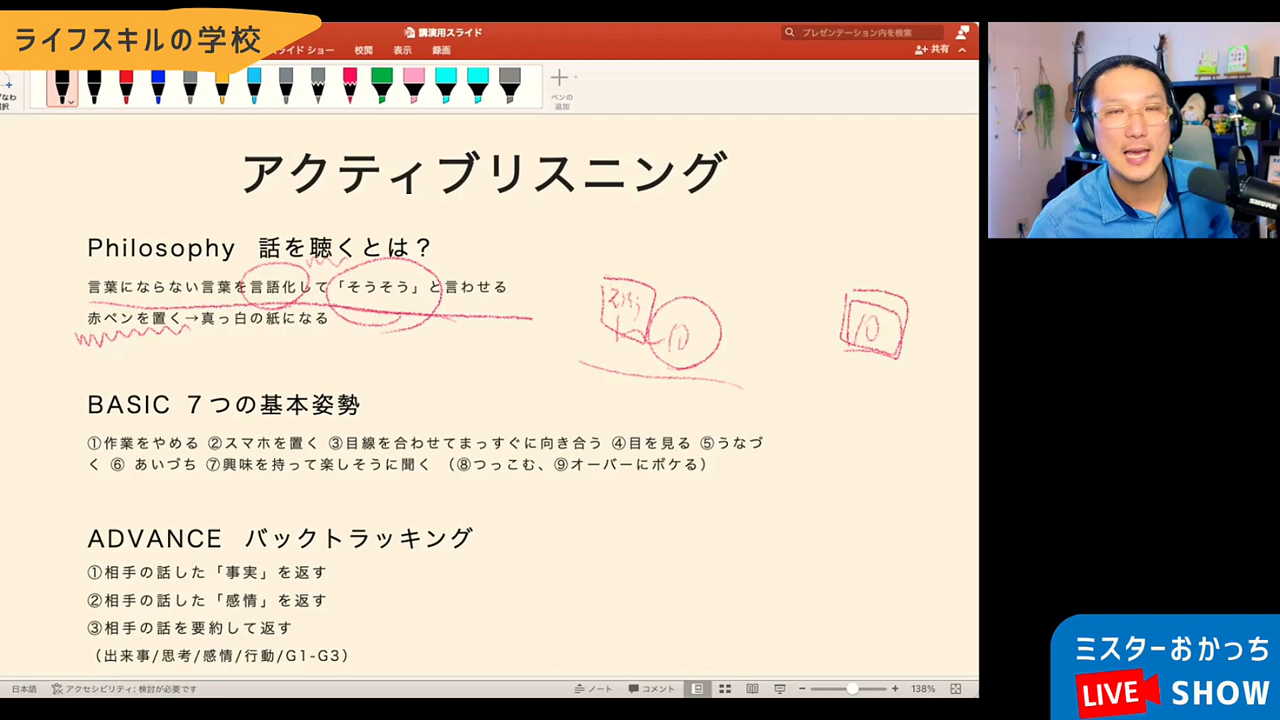 ライフスキルの学校
講演用スライド
プレゼンテーション内を検索
スライド ショー 校閲 表示 録画
共有
なげなわ
選択
ペンの
追加
アクティブリスニング
Philosophy 話を聴くとは？
言葉にならない言葉を言語化して「そうそう」と言わせる
赤ペンを置く→真っ白の紙になる
10
10
BASIC ７つの基本姿勢
①作業をやめる ②スマホを置く ③目線を合わせてまっすぐに向き合う ④目を見る ⑤うなづ
く ⑥ あいづち ⑦興味を持って楽しそうに聞く （⑧つっこむ、⑨オーバーにボケる）
ADVANCE バックトラッキング
①相手の話した「事実」を返す
②相手の話した「感情」を返す
③相手の話を要約して返す
（出来事/思考/感情/行動/G1-G3）
日本語 アクセシビリティ: 検討が必要です ノート コメント 138%
SHURE
ミスターおかっち
LIVE SHOW